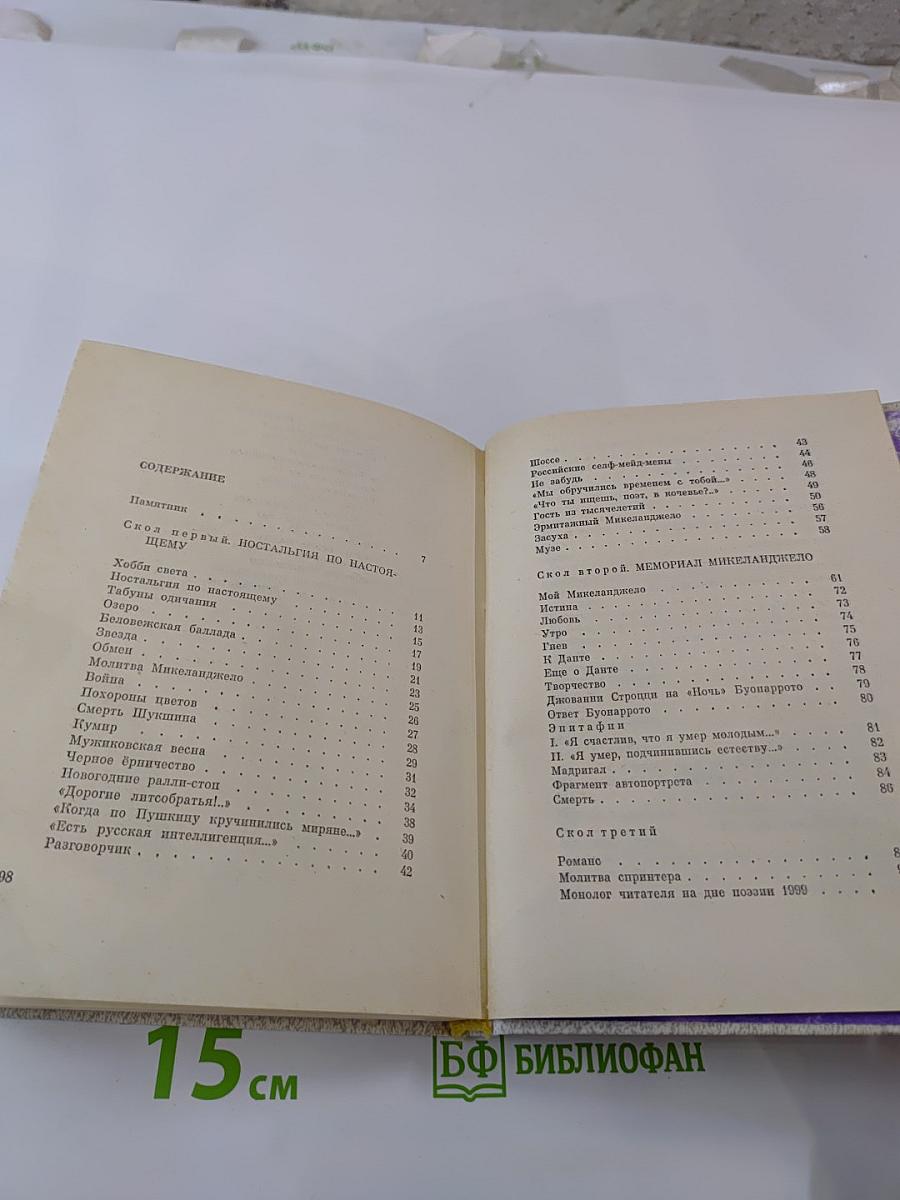 СОДЕРЖАНИЕ
Памятник . . . . . . . . . . . 7
Скол первый. НОСТАЛЬГИЯ ПО НАСТОЯ-
ЩЕМУ
Хобби света . . . . . . . . . . 11
Ностальгия по настоящему . . . . . . 13
Табуны одичания . . . . . . . . 15
Озеро . . . . . . . . . . . . 17
Беловежская баллада . . . . . . . 19
Звезда . . . . . . . . . . . . 21
Обмен . . . . . . . . . . . . 23
Молитва Микеланджело . . . . . . 25
Война . . . . . . . . . . . . 26
Похороны цветов . . . . . . . . 27
Смерть Шукшина . . . . . . . . 28
Кумир . . . . . . . . . . . . 29
Мужиковская весна . . . . . . . 31
Черное ёрничество . . . . . . . . 32
Новогодние ралли-стоп . . . . . . 34
«Дорогие литсобратья!..» . . . . . . 38
«Когда по Пушкину кручинились миряне...» . 39
«Есть русская интеллигенция...» . . . . 40
Разговорчик . . . . . . . . . . 42
98
Шоссе . . . . . . . . . . . . 43
Российские селф-мейд-мены . . . . . 44
Не забудь . . . . . . . . . . 46
«Мы обручились временем с тобой...» . . . 48
«Что ты ищешь, поэт, в кочевье?..» . . . 49
Гость из тысячелетий . . . . . . . 50
Эрмитажный Микеланджело . . . . . 56
Засуха . . . . . . . . . . . . 57
Музе . . . . . . . . . . . . 58
Скол второй. МЕМОРИАЛ МИКЕЛАНДЖЕЛО
Мой Микеланджело . . . . . . . . 61
Истина . . . . . . . . . . . . 72
Любовь . . . . . . . . . . . . 73
Утро . . . . . . . . . . . . 74
Гнев . . . . . . . . . . . . 75
К Данте . . . . . . . . . . . 76
Еще о Данте . . . . . . . . . . 77
Творчество . . . . . . . . . . 78
Джованни Строцци на «Ночь» Буонаррото . . 79
Ответ Буонаррото . . . . . . . . 80
Эпитафии
I. «Я счастлив, что я умер молодым...» . . . . 81
II. «Я умер, подчинившись естеству...» . . . . 82
Мадригал . . . . . . . . . . . 83
Фрагмент автопортрета . . . . . . 84
Смерть . . . . . . . . . . . . 86
Скол третий
Романс . . . . . . . . . . . . 8
Молитва спринтера . . . . . . . .
Монолог читателя на дне поэзии 1999 . . . .
15 см
БФ БИБЛИОФАН